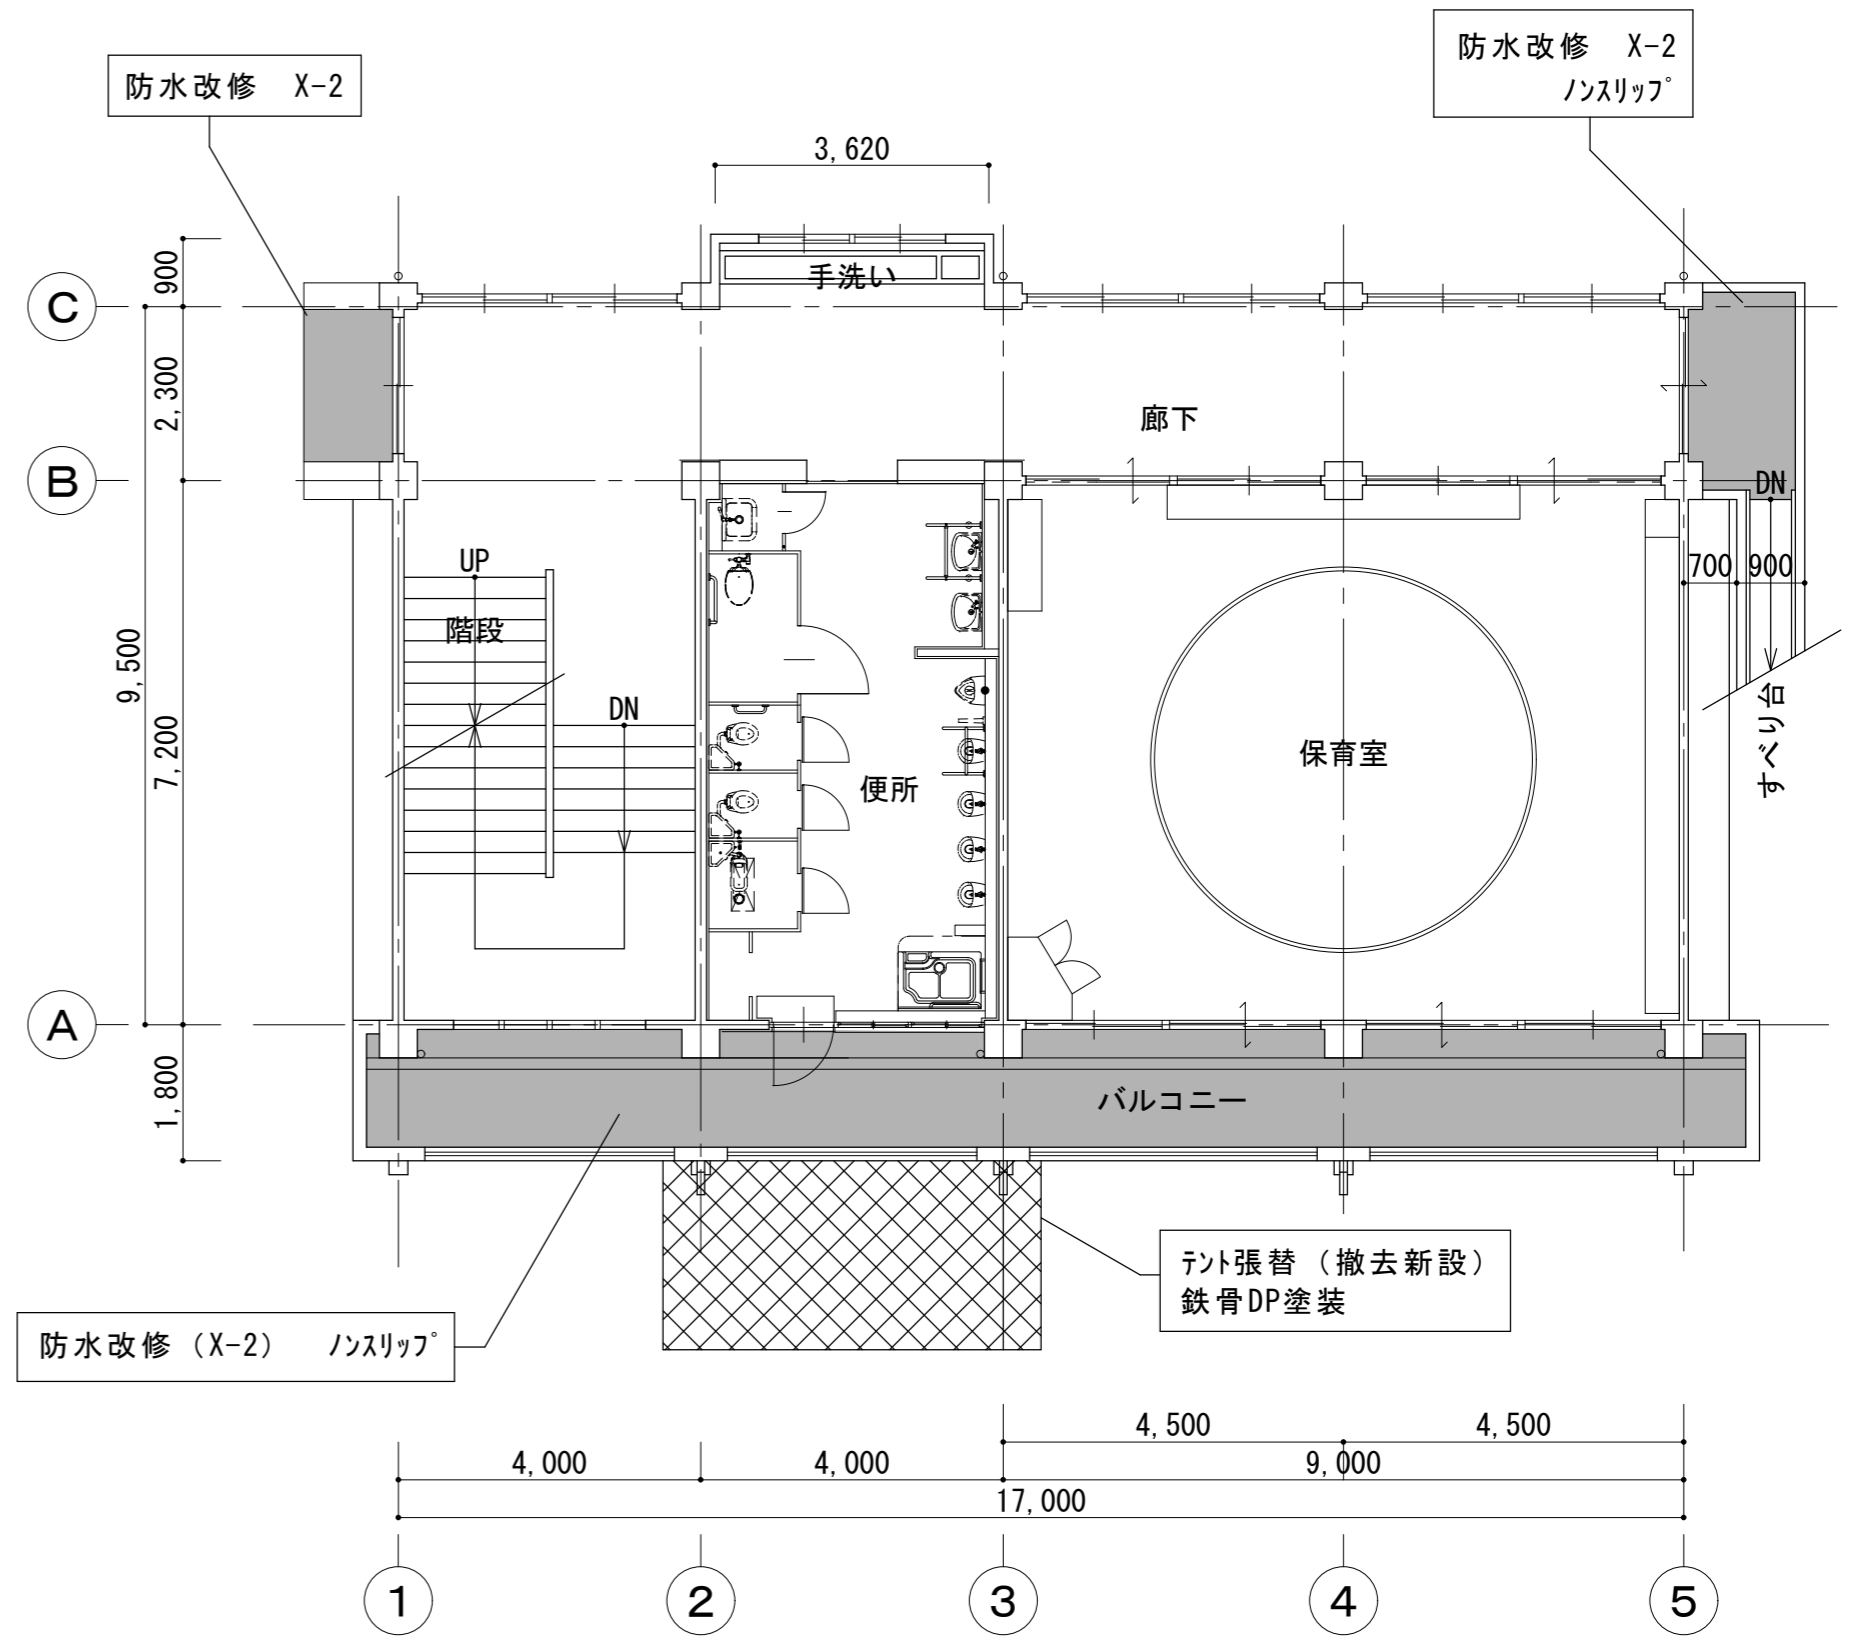 防水改修　X-2
防水改修　X-2
ﾉﾝｽﾘｯﾌﾟ
3,620
900
手洗い
C
2,300
廊下
B
DN
UP
700
900
階段
9,500
DN
7,200
便所
保育室
すべり台
A
1,800
バルコニー
ﾃﾝﾄ張替（撤去新設）
鉄骨DP塗装
防水改修（X-2）　ﾉﾝｽﾘｯﾌﾟ
4,500
4,500
4,000
4,000
9,000
17,000
1
2
3
4
5